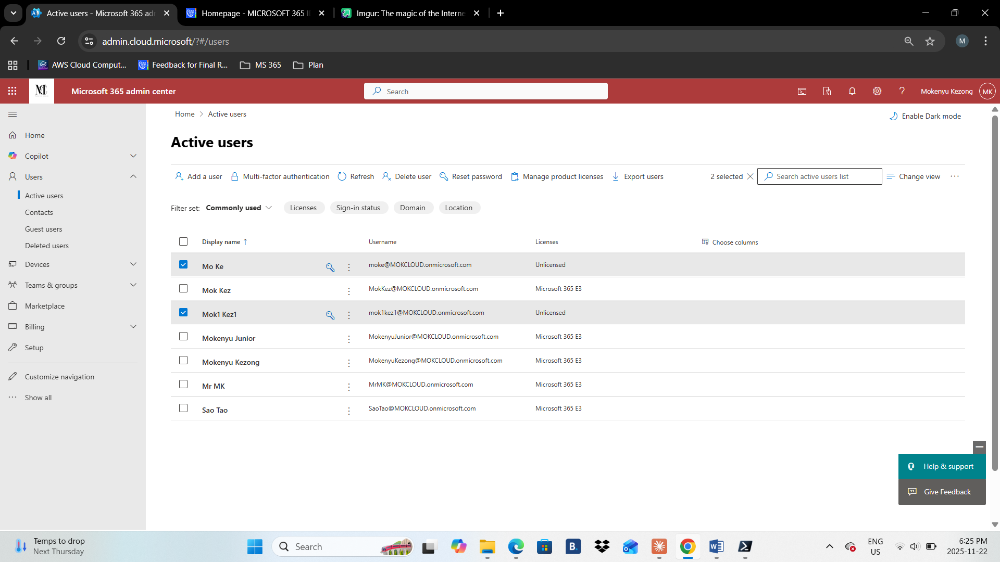 Active users - Microsoft 365 ad
Homepage - MICROSOFT 365 I
Imgur: The magic of the Interne
admin.cloud.microsoft/?#/users
M
AWS Cloud Comput...
Feedback for Final R...
MS 365
Plan
Microsoft 365 admin center
Search
Mokenyu Kezong
MK
Home > Active users
Enable Dark mode
Home
Copilot
Users
Active users
Contacts
Guest users
Deleted users
Devices
Teams & groups
Marketplace
Billing
Setup
Customize navigation
Show all
Active users
Add a user
Multi-factor authentication
Refresh
Delete user
Reset password
Manage product licenses
Export users
2 selected
Search active users list
Change view
Filter set: Commonly used
Licenses
Sign-in status
Domain
Location
Display name ↑ Username Licenses Choose columns
Mo Ke moke@MOKCLOUD.onmicrosoft.com Unlicensed
Mok Kez MokKez@MOKCLOUD.onmicrosoft.com Microsoft 365 E3
Mok1 Kez1 mok1kez1@MOKCLOUD.onmicrosoft.com Unlicensed
Mokenyu Junior MokenyuJunior@MOKCLOUD.onmicrosoft.com Microsoft 365 E3
Mokenyu Kezong MokenyuKezong@MOKCLOUD.onmicrosoft.com Microsoft 365 E3
Mr MK MrMK@MOKCLOUD.onmicrosoft.com Microsoft 365 E3
Sao Tao SaoTao@MOKCLOUD.onmicrosoft.com Microsoft 365 E3
Help & support
Give Feedback
Temps to drop
Next Thursday
Search
B.
ENG
US
6:25 PM
2025-11-22